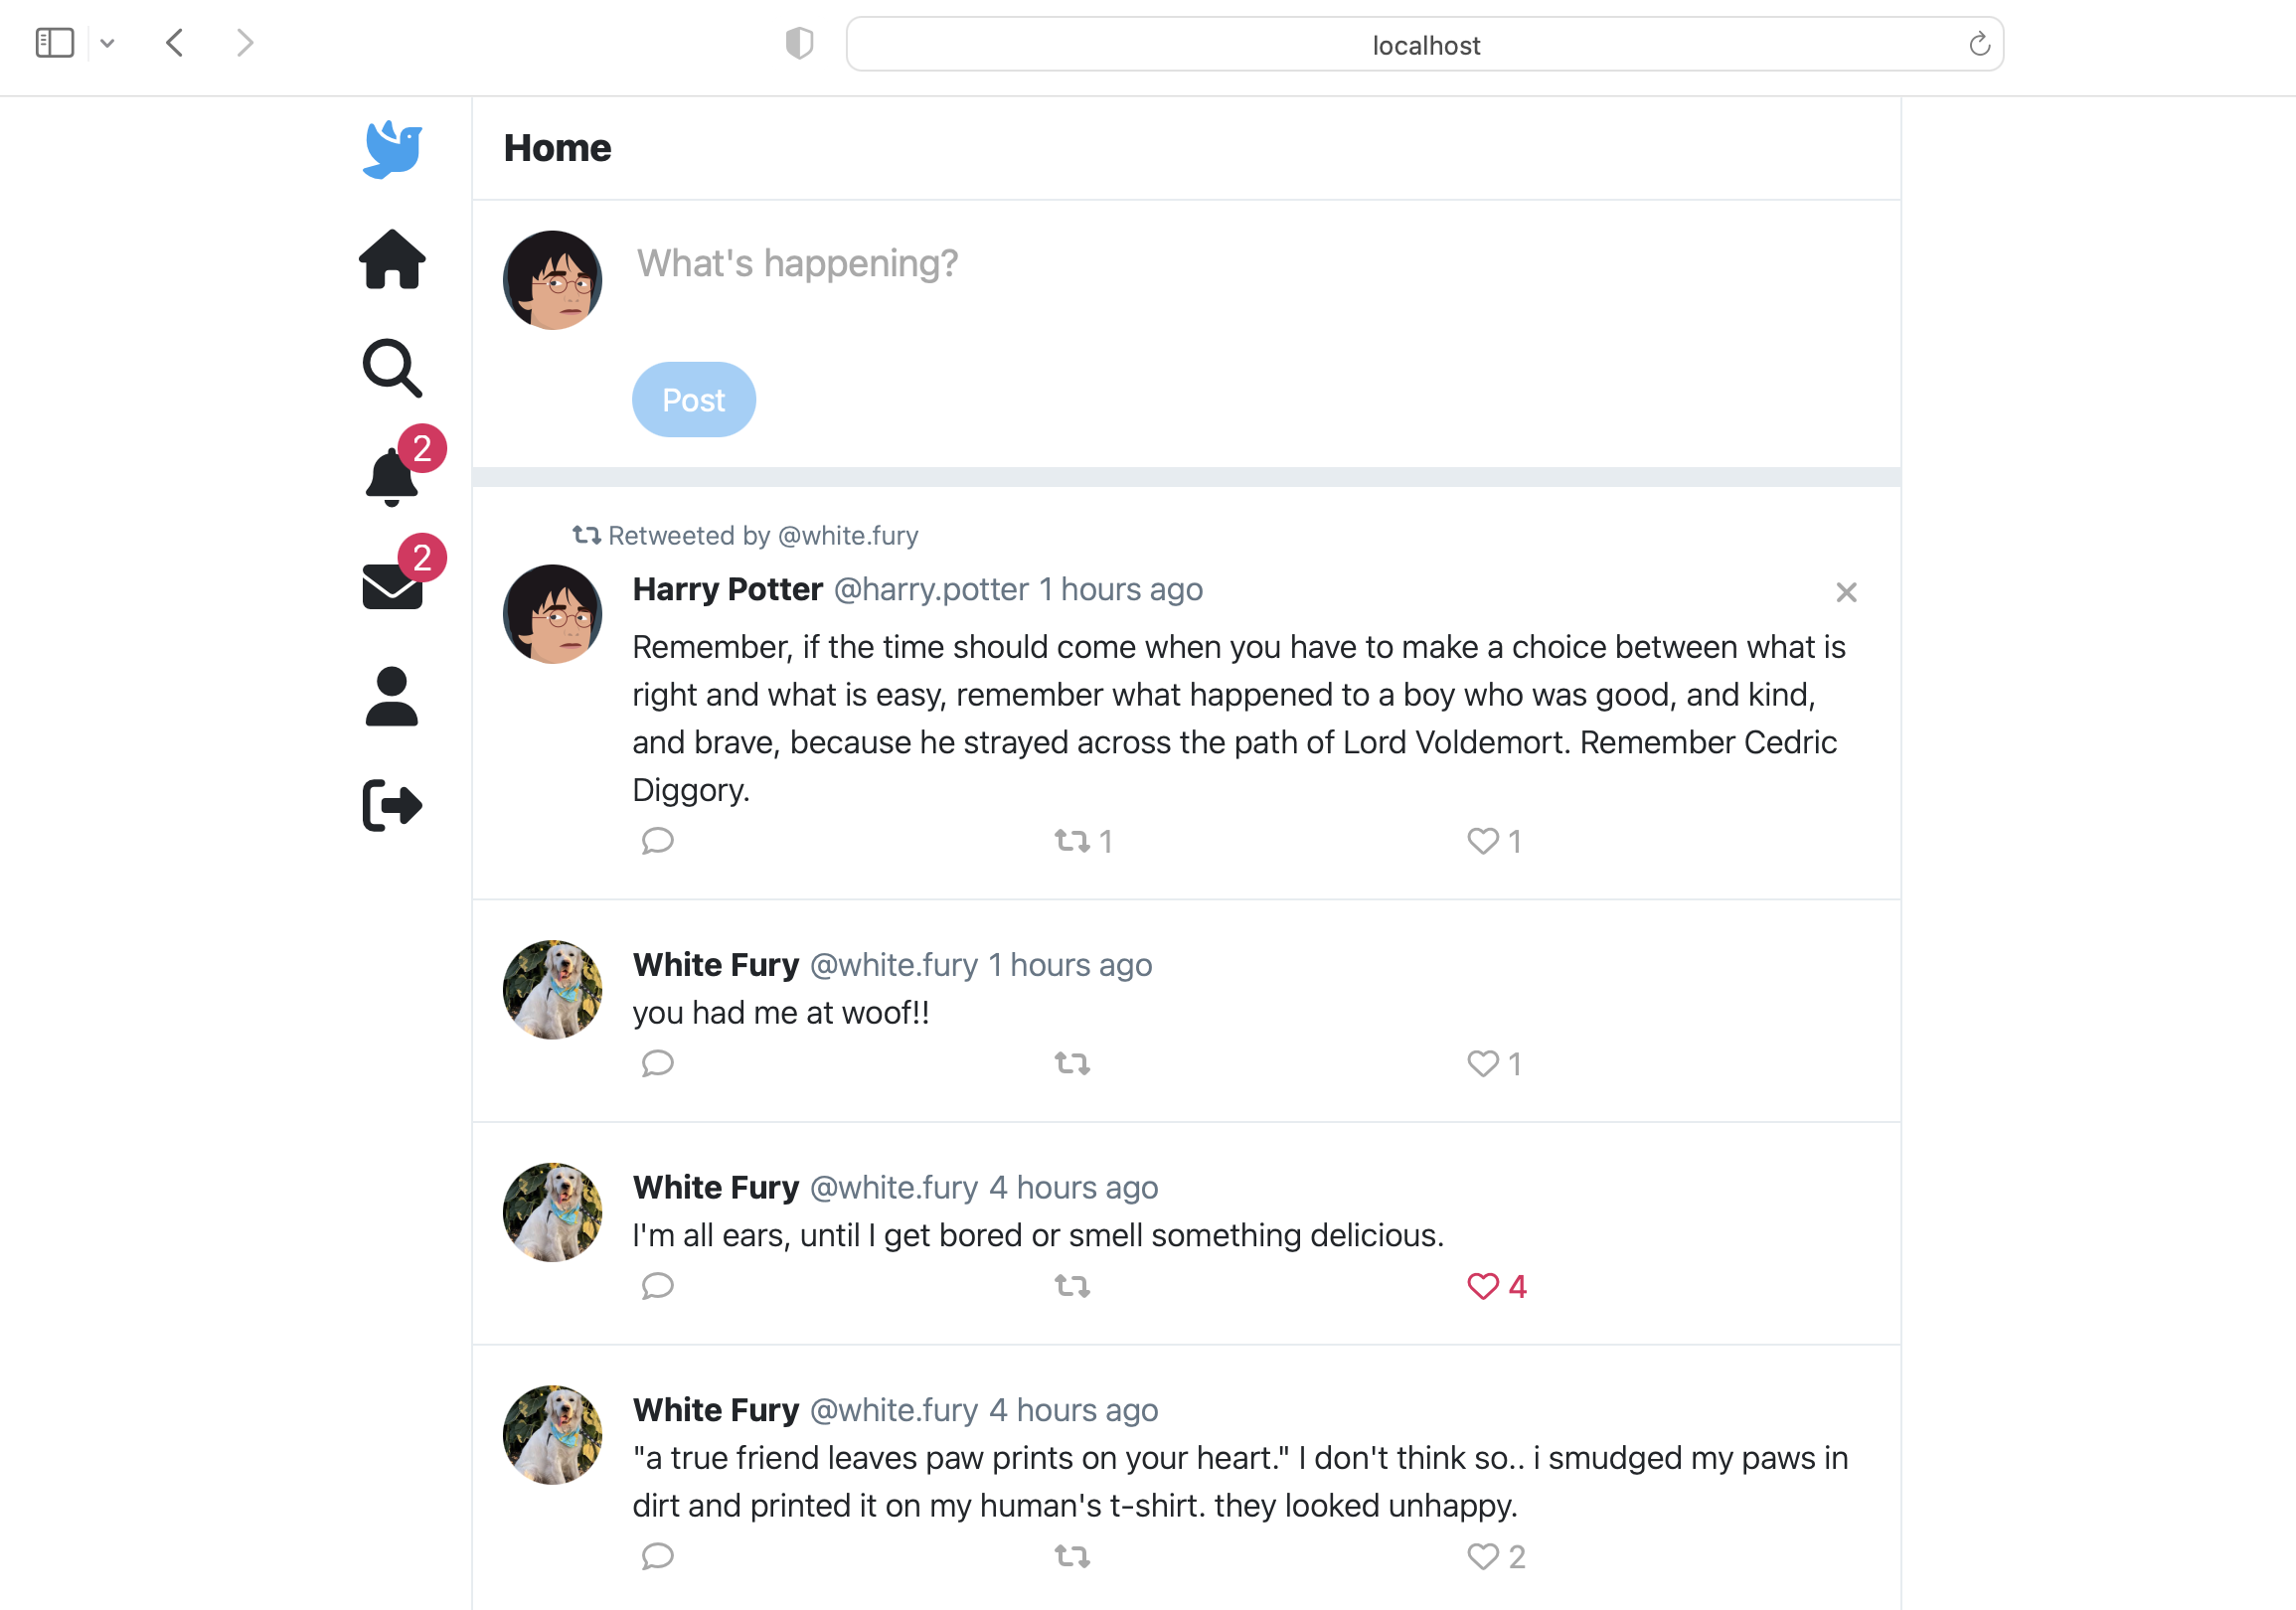 localhost
Home
What's happening?
Post
2
2
Retweeted by @white.fury
Harry Potter @harry.potter 1 hours ago
Remember, if the time should come when you have to make a choice between what is
right and what is easy, remember what happened to a boy who was good, and kind,
and brave, because he strayed across the path of Lord Voldemort. Remember Cedric
Diggory.
1 1
White Fury @white.fury 1 hours ago
you had me at woof!!
1
White Fury @white.fury 4 hours ago
I'm all ears, until I get bored or smell something delicious.
4
White Fury @white.fury 4 hours ago
"a true friend leaves paw prints on your heart." I don't think so.. i smudged my paws in
dirt and printed it on my human's t-shirt. they looked unhappy.
2